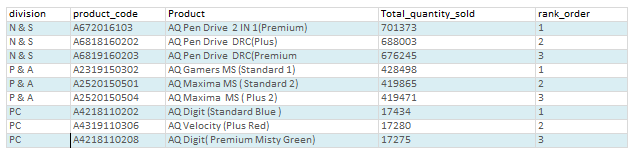 division product_code Product Total_quantity_sold rank_order
N & S A672016103 AQ Pen Drive 2 IN 1(Premium) 701373 1
N & S A6818160202 AQ Pen Drive DRC(Plus) 688003 2
N & S A6819160203 AQ Pen Drive DRC(Premium 676245 3
P & A A2319150302 AQ Gamers MS (Standard 1) 428498 1
P & A A2520150501 AQ Maxima MS ( Standard 2) 419865 2
P & A A2520150504 AQ Maxima MS ( Plus 2) 419471 3
PC A4218110202 AQ Digit (Standard Blue ) 17434 1
PC A4319110306 AQ Velocity (Plus Red) 17280 2
PC A4218110208 AQ Digit( Premium Misty Green) 17275 3